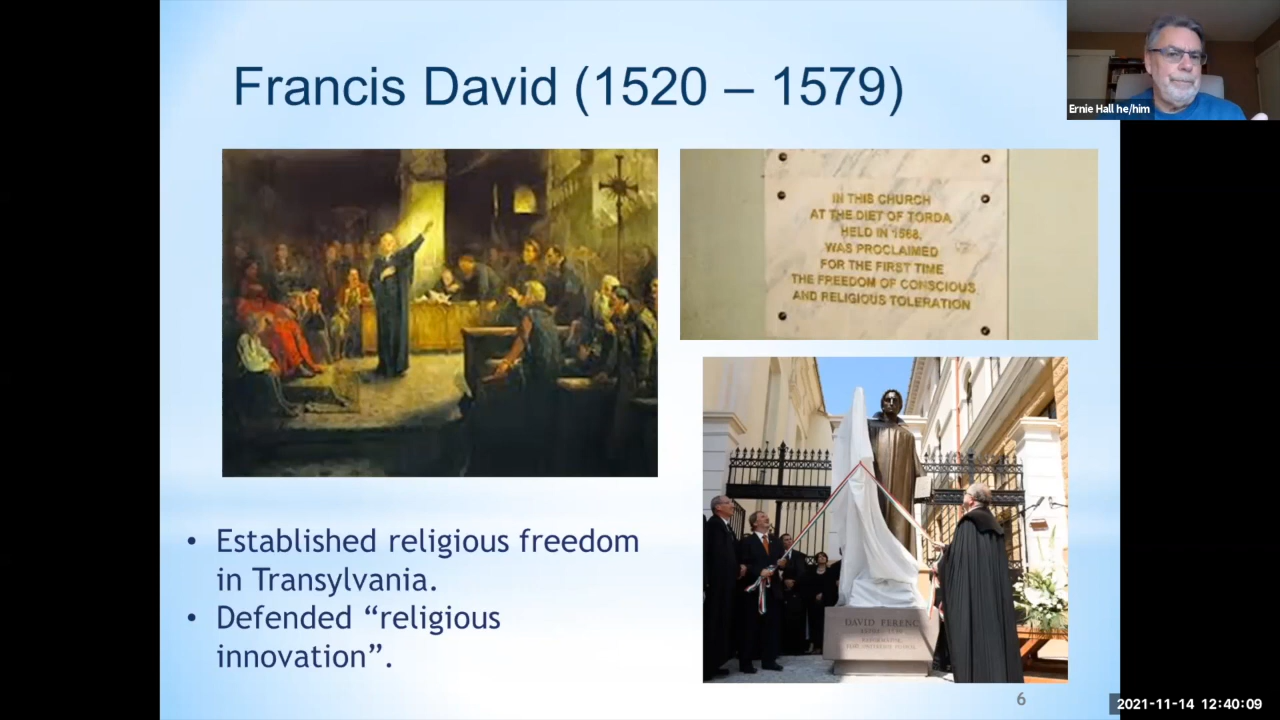 Francis David (1520 – 1579)
Ernie Hall he/him
IN THIS CHURCH
AT THE DIET OF TORDA
HELD IN 1568,
WAS PROCLAIMED
FOR THE FIRST TIME
THE FREEDOM OF CONSCIOUS
AND RELIGIOUS TOLERATION
• Established religious freedom
in Transylvania.
• Defended “religious
innovation”.
DAVID FERENC
6
2021-11-14 12:40:09